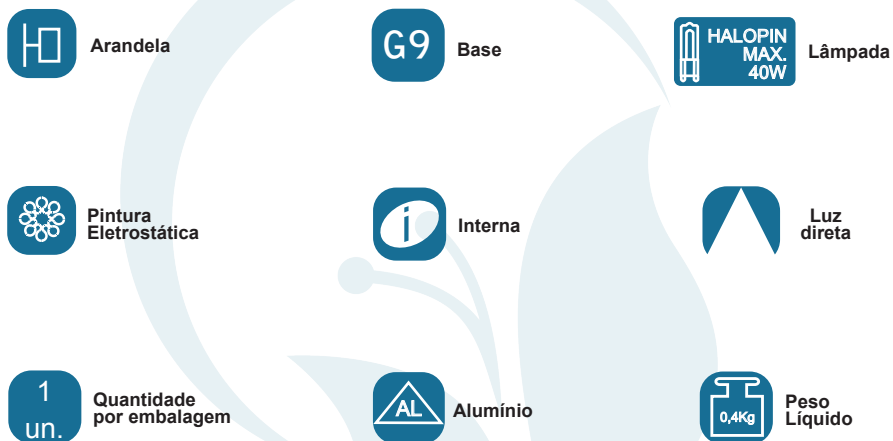 Arandela
G9
Base
HALOPIN
MAX.
40W
Lâmpada
Pintura
Eletrostática
i
Interna
Luz
direta
1
un.
Quantidade
por embalagem
AL
Alumínio
0,4Kg
Peso
Líquido